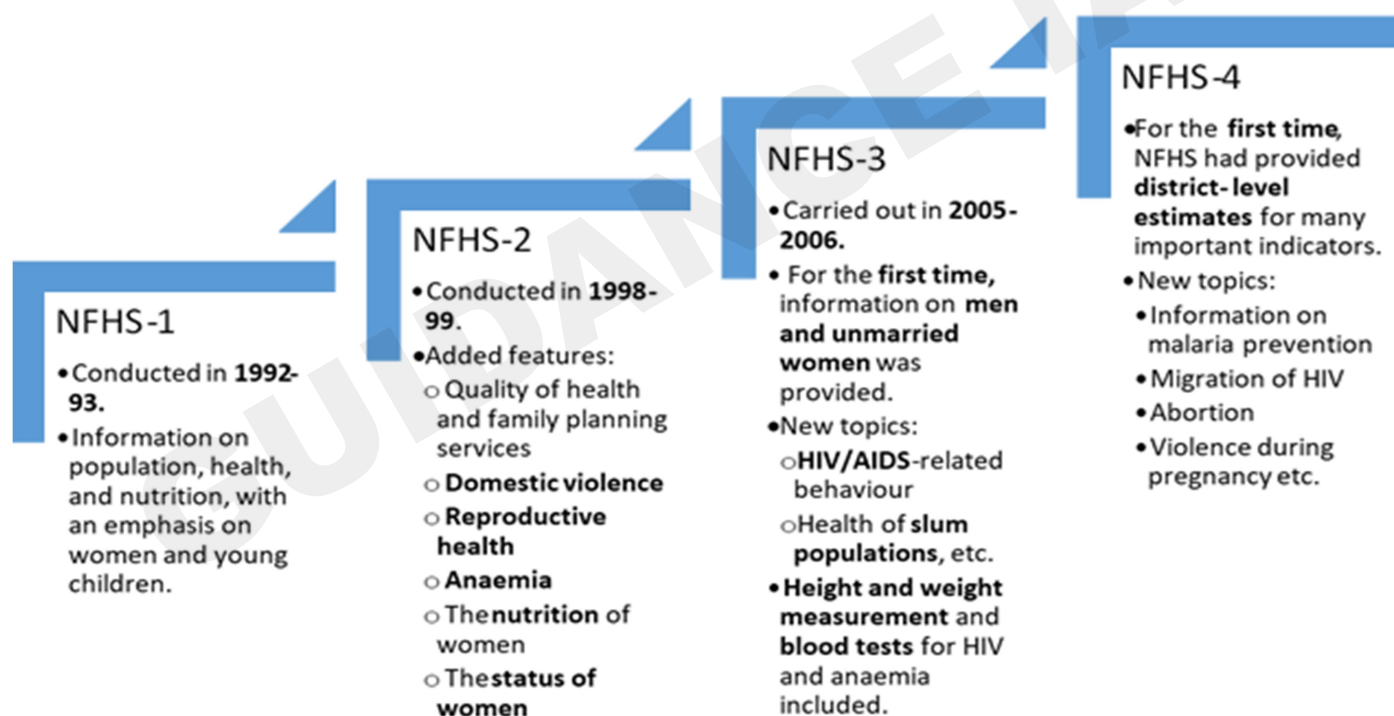 NFHS-1
•Conducted in 1992-
93.
•Information on
population, health,
and nutrition, with
an emphasis on
women and young
children.
NFHS-2
•Conducted in 1998-
99.
•Added features:
○Quality of health
and family planning
services
○Domestic violence
○Reproductive
health
○Anaemia
○The nutrition of
women
○The status of
women
NFHS-3
•Carried out in 2005-
2006.
• For the first time,
information on men
and unmarried
women was
provided.
•New topics:
○HIV/AIDS-related
behaviour
○Health of slum
populations, etc.
•Height and weight
measurement and
blood tests for HIV
and anaemia
included.
NFHS-4
•For the first time,
NFHS had provided
district-level
estimates for many
important indicators.
•New topics:
•Information on
malaria prevention
•Migration of HIV
•Abortion
•Violence during
pregnancy etc.
GUIDANCE IA